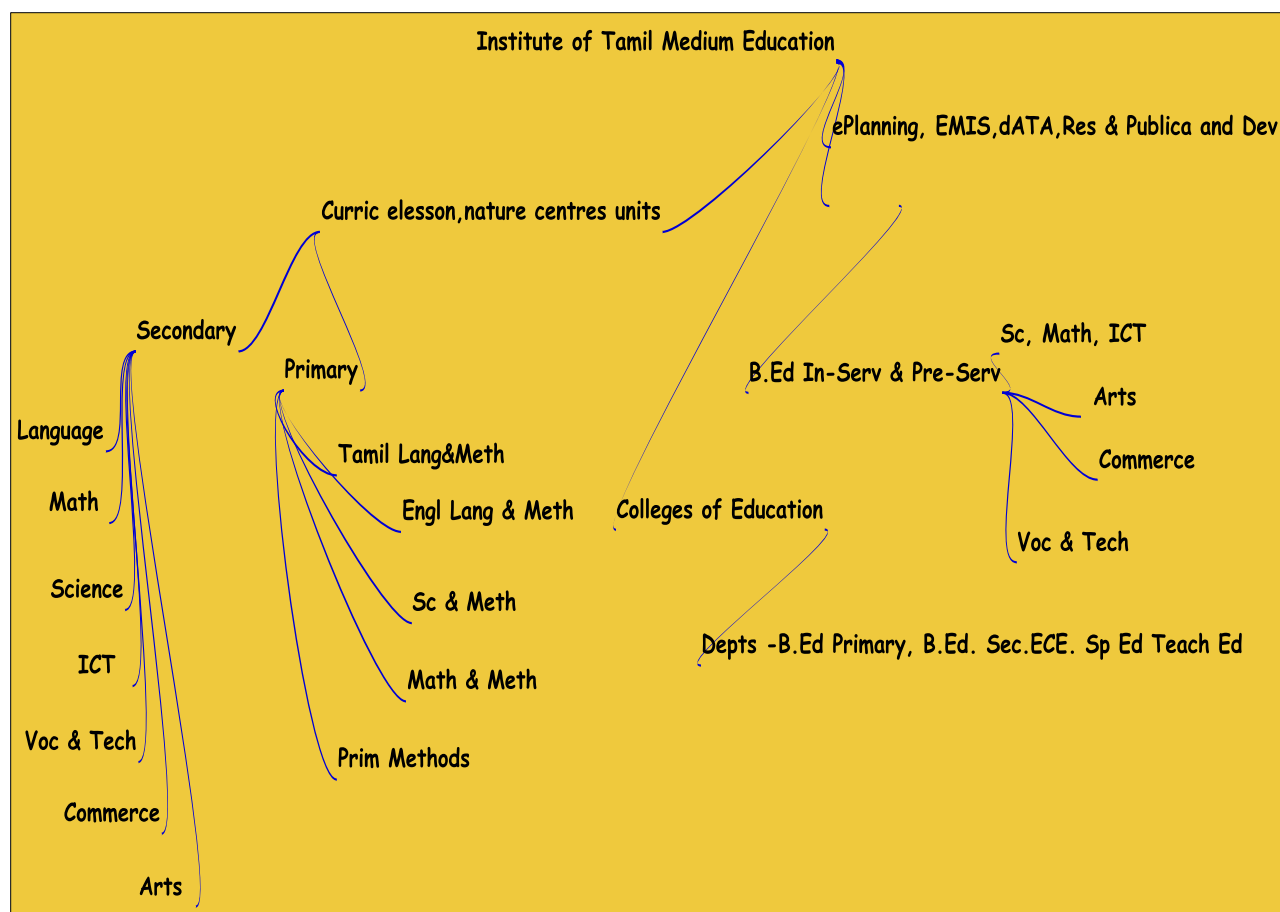 Institute of Tamil Medium Education
ePlanning, EMIS,dATA,Res & Publica and Dev
Curric elesson,nature centres units
Secondary
Language
Math
Science
ICT
Voc & Tech
Commerce
Arts
Primary
Tamil Lang&Meth
Engl Lang & Meth
Sc & Meth
Math & Meth
Prim Methods
B.Ed In-Serv & Pre-Serv
Sc, Math, ICT
Arts
Commerce
Voc & Tech
Colleges of Education
Depts -B.Ed Primary, B.Ed. Sec.ECE. Sp Ed Teach Ed